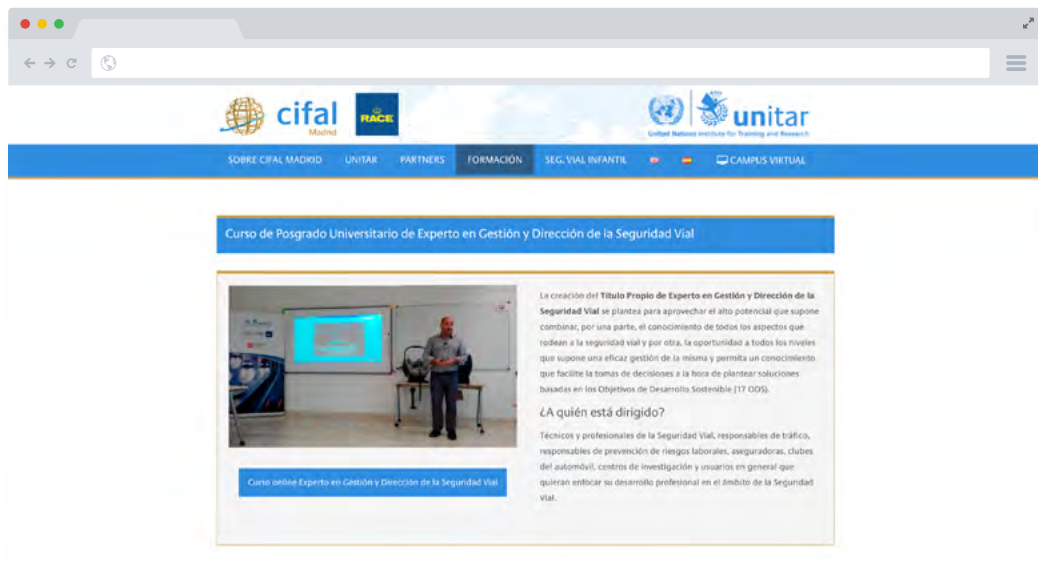 cifal
Madrid
RACE
unitar
United Nations Institute for Training and Research
SOBRE CIFAL MADRID UNITAR PARTNERS FORMACIÓN SEG. VIAL INFANTIL CAMPUS VIRTUAL
Curso de Posgrado Universitario de Experto en Gestión y Dirección de la Seguridad Vial
La creación del Título Propio de Experto en Gestión y Dirección de la
Seguridad Vial se plantea para aprovechar el alto potencial que supone
combinar, por una parte, el conocimiento de todos los aspectos que
rodean a la seguridad vial y por otra, la oportunidad a todos los niveles
que supone una eficaz gestión de la misma y permita un conocimiento
que facilite la tomas de decisiones a la hora de plantear soluciones
basadas en los Objetivos de Desarrollo Sostenible (17 ODS).
¿A quién está dirigido?
Técnicos y profesionales de la Seguridad Vial, responsables de tráfico,
responsables de prevención de riesgos laborales, aseguradoras, clubes
del automóvil, centros de investigación y usuarios en general que
quieran enfocar su desarrollo profesional en el ámbito de la Seguridad
Vial.
Curso online Experto en Gestión y Dirección de la Seguridad Vial